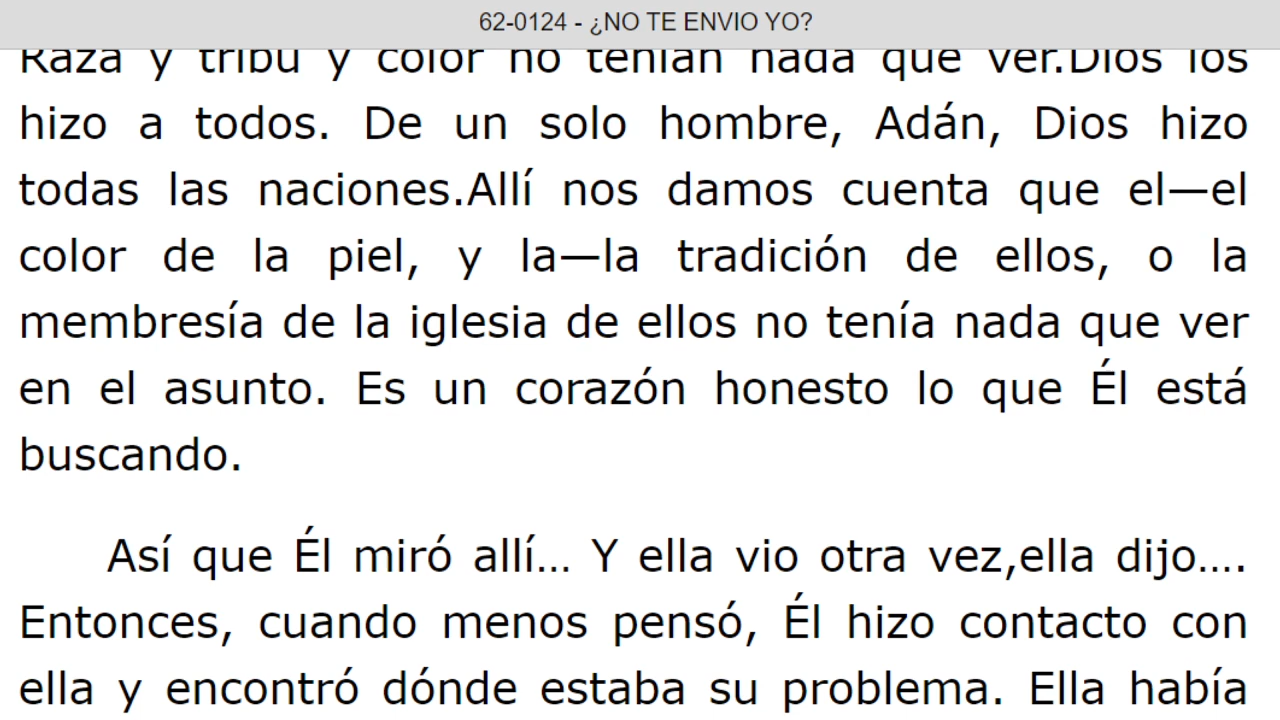 62-0124 - ¿NO TE ENVIO YO?
Raza y tribu y color no tenían nada que ver.Dios los
hizo a todos. De un solo hombre, Adán, Dios hizo
todas las naciones.Allí nos damos cuenta que el—el
color de la piel, y la—la tradición de ellos, o la
membresía de la iglesia de ellos no tenía nada que ver
en el asunto. Es un corazón honesto lo que Él está
buscando.
Así que Él miró allí... Y ella vio otra vez,ella dijo....
Entonces, cuando menos pensó, Él hizo contacto con
ella y encontró dónde estaba su problema. Ella había